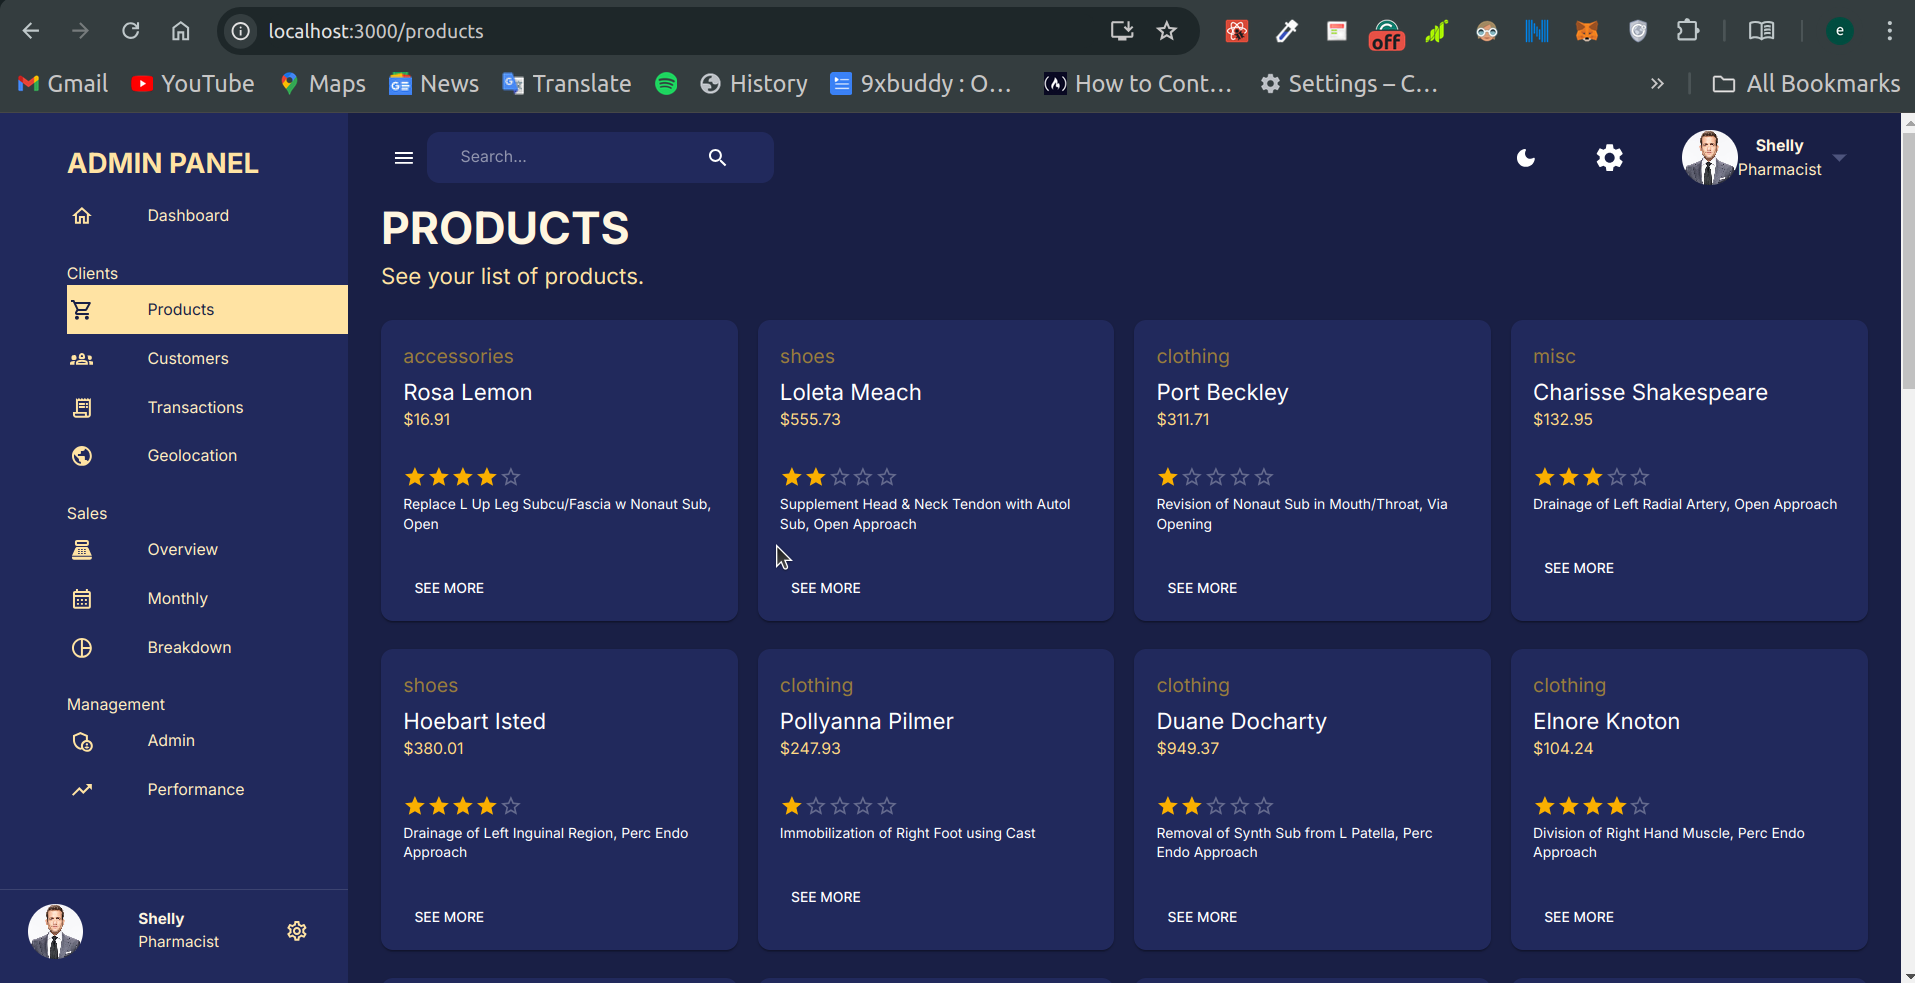 localhost:3000/products
off
e
Gmail
YouTube
Maps
News
Translate
History
9xbuddy : O...
How to Cont...
Settings – C...
»
All Bookmarks
ADMIN PANEL
Dashboard
Clients
Products
Customers
Transactions
Geolocation
Sales
Overview
Monthly
Breakdown
Management
Admin
Performance
Shelly
Pharmacist
Search...
Shelly
Pharmacist
PRODUCTS
See your list of products.
accessories
Rosa Lemon
$16.91
Replace L Up Leg Subcu/Fascia w Nonaut Sub,
Open
SEE MORE
shoes
Loleta Meach
$555.73
Supplement Head & Neck Tendon with Autol
Sub, Open Approach
SEE MORE
clothing
Port Beckley
$311.71
Revision of Nonaut Sub in Mouth/Throat, Via
Opening
SEE MORE
misc
Charisse Shakespeare
$132.95
Drainage of Left Radial Artery, Open Approach
SEE MORE
shoes
Hoebart Isted
$380.01
Drainage of Left Inguinal Region, Perc Endo
Approach
SEE MORE
clothing
Pollyanna Pilmer
$247.93
Immobilization of Right Foot using Cast
SEE MORE
clothing
Duane Docharty
$949.37
Removal of Synth Sub from L Patella, Perc
Endo Approach
SEE MORE
clothing
Elnore Knoton
$104.24
Division of Right Hand Muscle, Perc Endo
Approach
SEE MORE